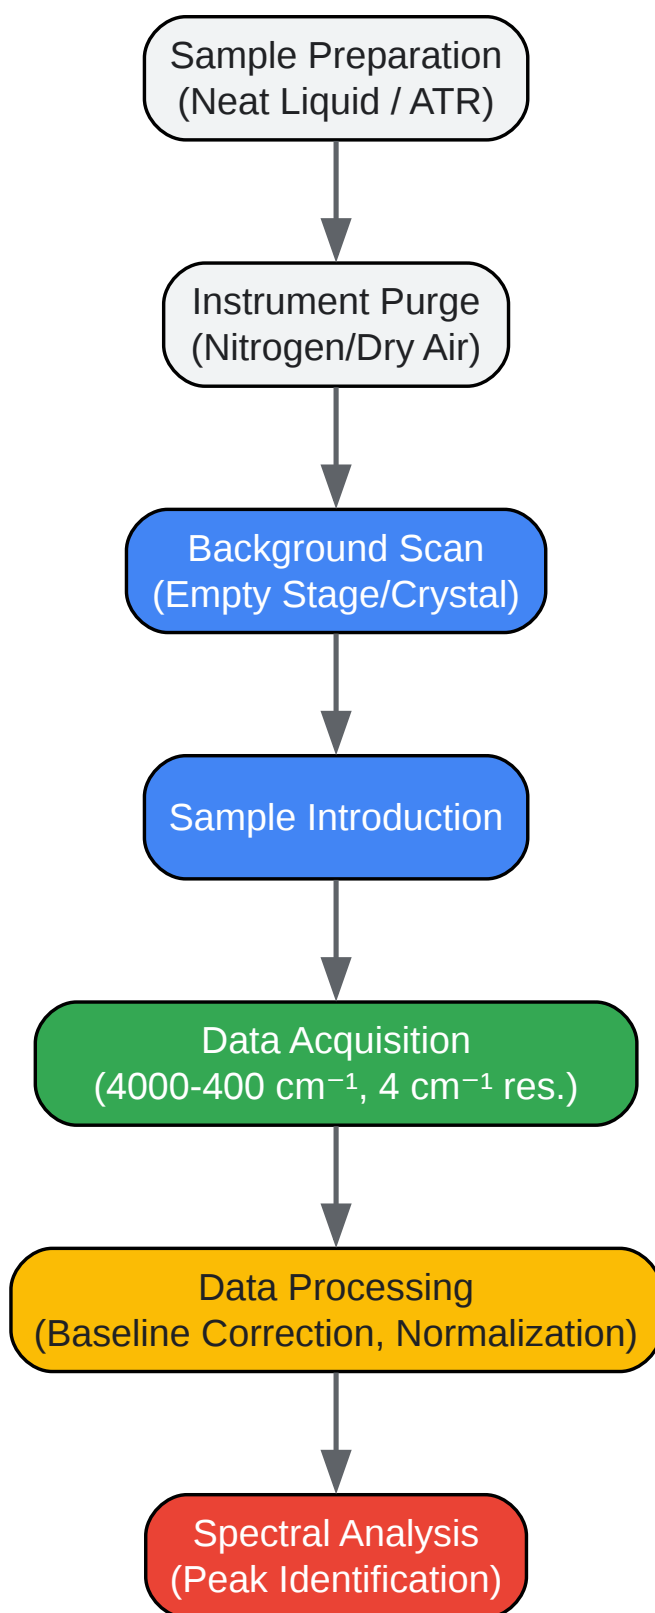 Sample Preparation
(Neat Liquid / ATR)
Instrument Purge
(Nitrogen/Dry Air)
Background Scan
(Empty Stage/Crystal)
Sample Introduction
Data Acquisition
(4000-400 cm⁻¹, 4 cm⁻¹ res.)
Data Processing
(Baseline Correction, Normalization)
Spectral Analysis
(Peak Identification)